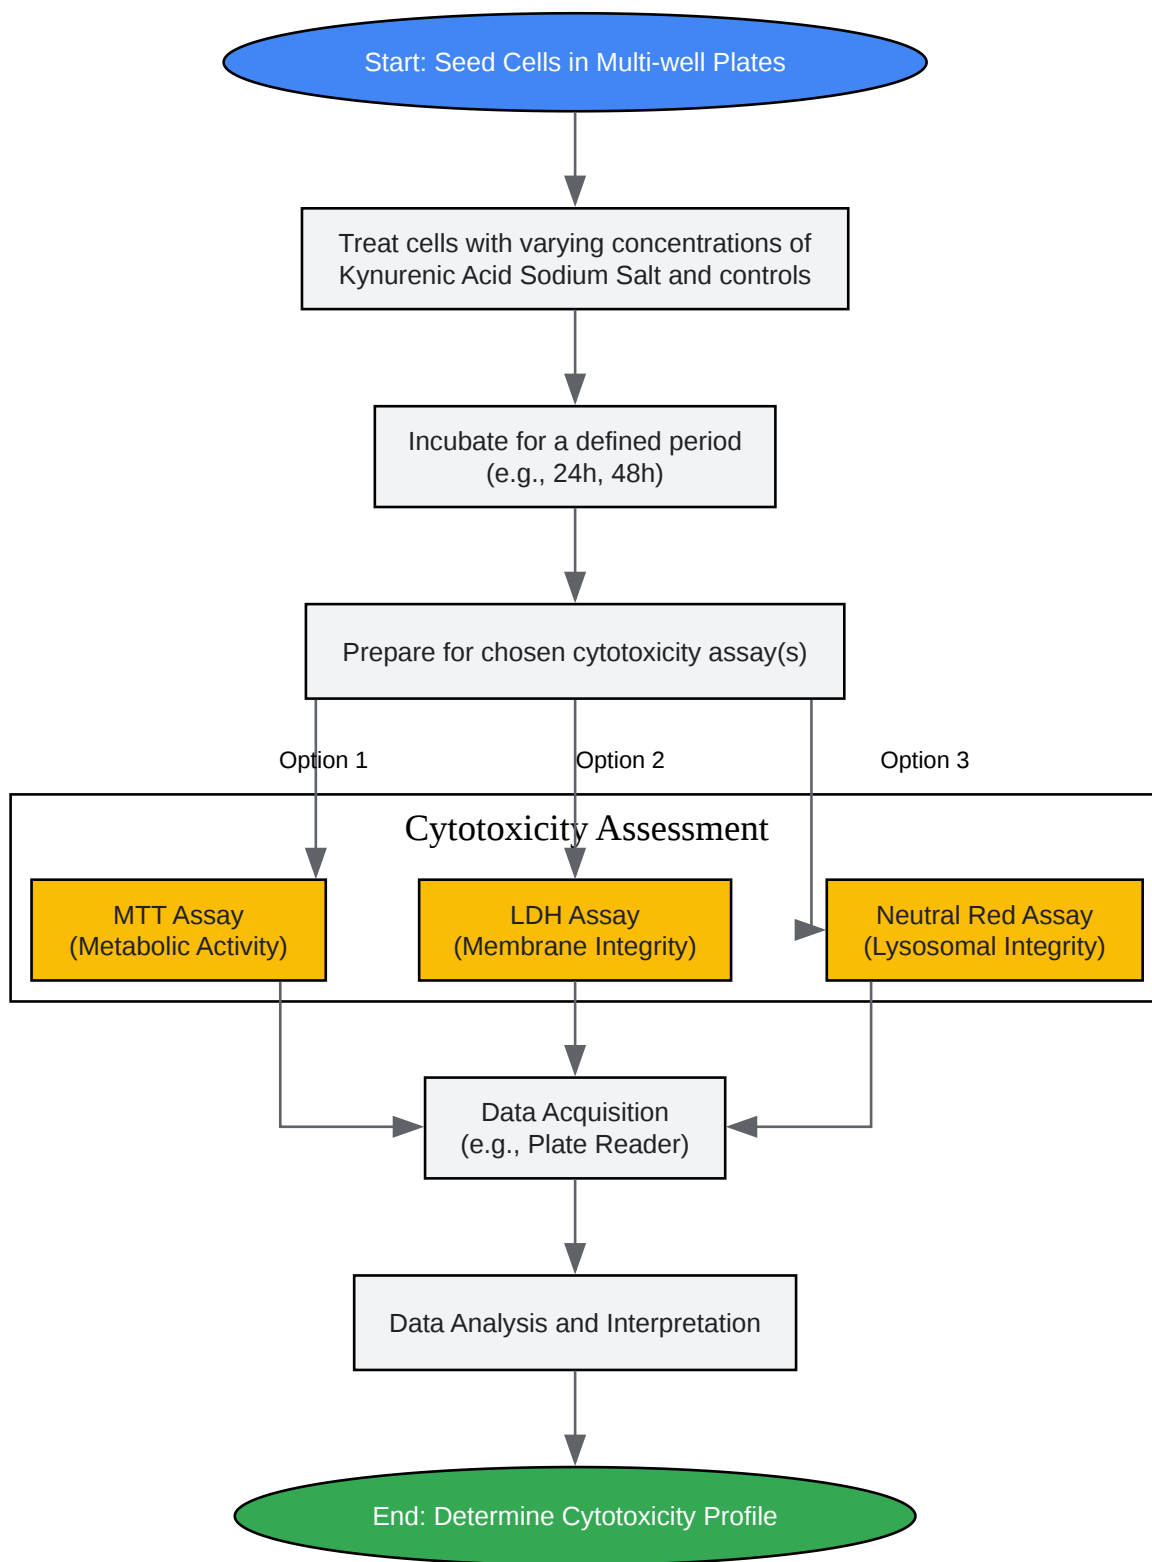 Start: Seed Cells in Multi-well Plates
Treat cells with varying concentrations of
Kynurenic Acid Sodium Salt and controls
Incubate for a defined period
(e.g., 24h, 48h)
Prepare for chosen cytotoxicity assay(s)
Option 1
Option 2
Option 3
Cytotoxicity Assessment
MTT Assay
(Metabolic Activity)
LDH Assay
(Membrane Integrity)
Neutral Red Assay
(Lysosomal Integrity)
Data Acquisition
(e.g., Plate Reader)
Data Analysis and Interpretation
End: Determine Cytotoxicity Profile